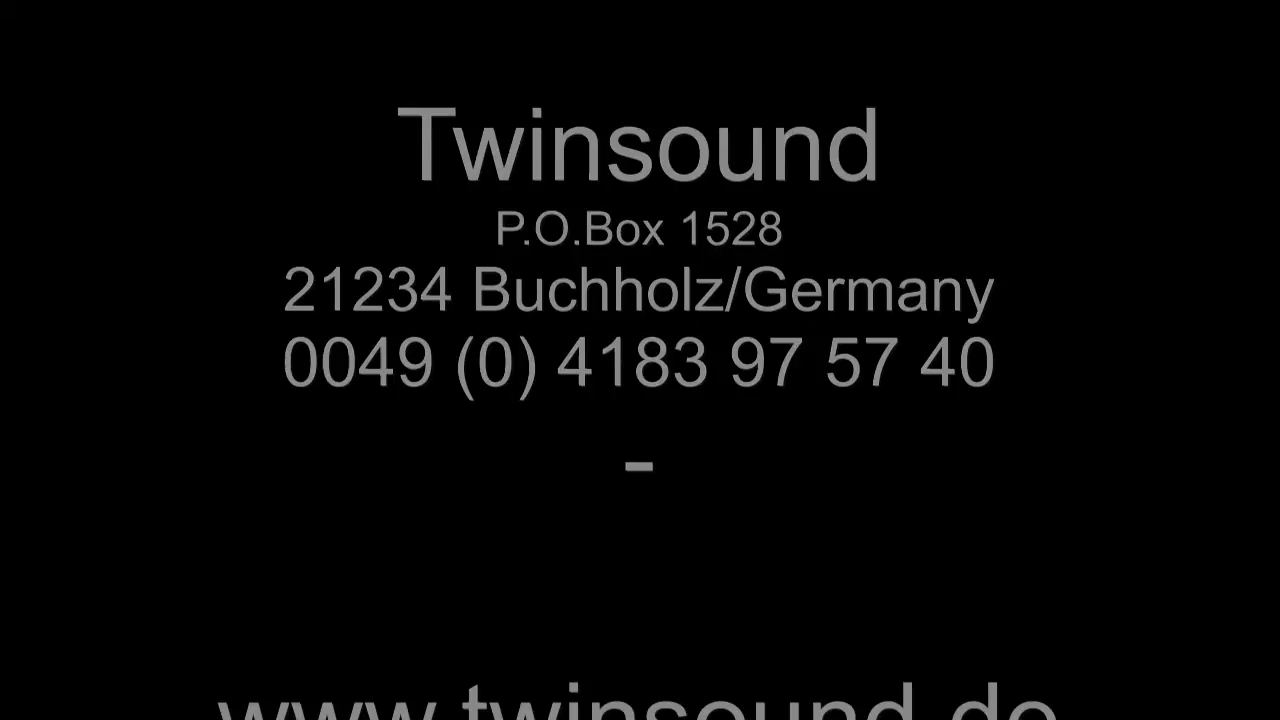 Twinsound
P.O.Box 1528
21234 Buchholz/Germany
0049 (0) 4183 97 57 40
-
www.twinsound.de